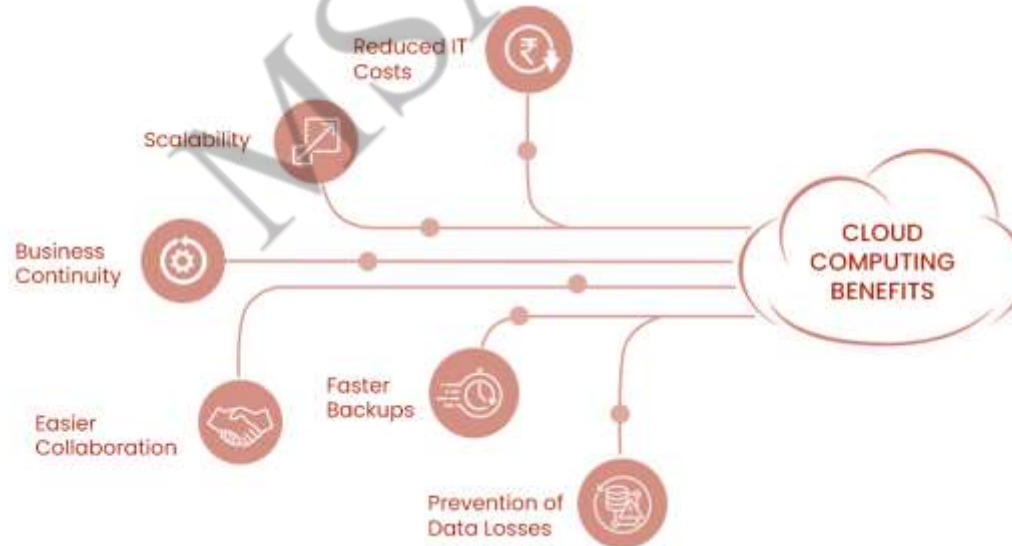 Reduced IT
Costs
Scalability
CLOUD
COMPUTING
BENEFITS
Business
Continuity
Faster
Backups
Easier
Collaboration
Prevention of
Data Losses
₹